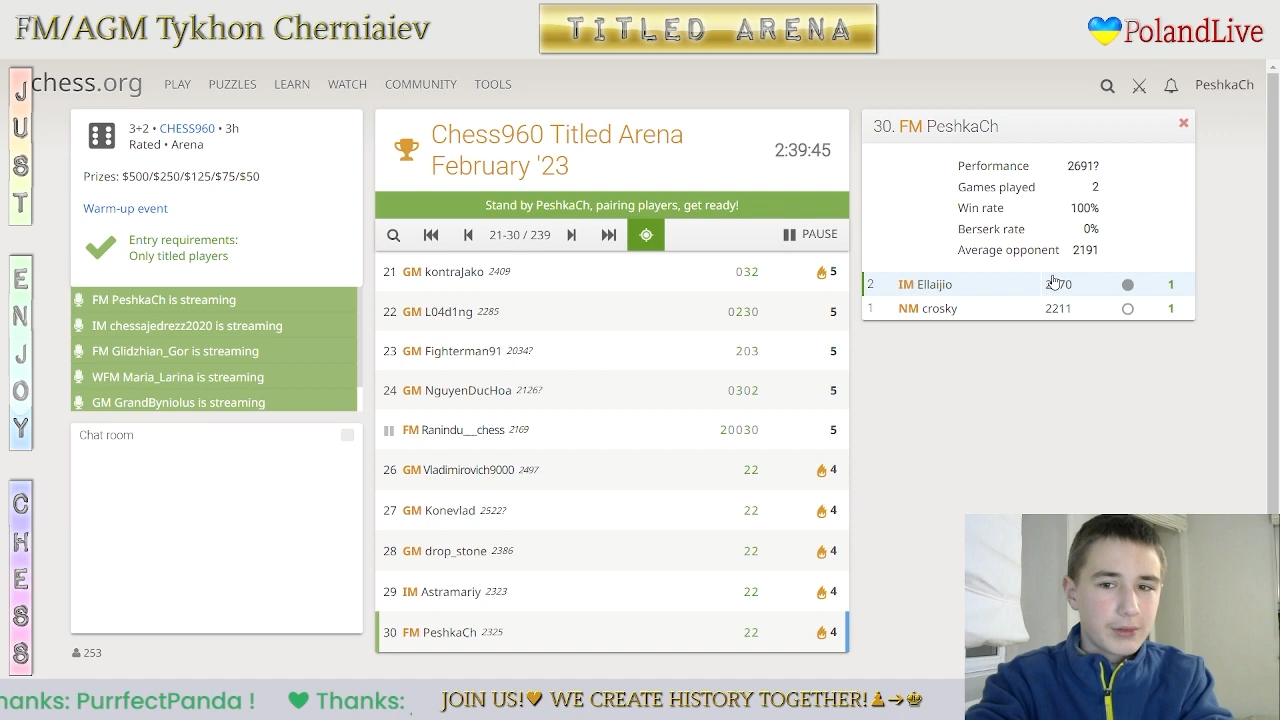 FM/AGM Tykhon Cherniaiev
TITLED ARENA
PolandLive
JUST
ENJOY
CHESS
chess.org
PLAY
PUZZLES
LEARN
WATCH
COMMUNITY
TOOLS
PeshkaCh
3+2 • CHESS960 • 3h
Rated • Arena
Prizes: $500/$250/$125/$75/$50
Warm-up event
Entry requirements:
Only titled players
FM PeshkaCh is streaming
IM chessajedrezz2020 is streaming
FM Glidzhian_Gor is streaming
WFM Maria_Larina is streaming
GM GrandByniolus is streaming
Chat room
253
Chess960 Titled Arena
February '23
2:39:45
Stand by PeshkaCh, pairing players, get ready!
21-30 / 239
PAUSE
21 GM kontraJako 2409 032 5
22 GM L04d1ng 2285 0230 5
23 GM Fighterman91 2034? 203 5
24 GM NguyenDucHoa 2126? 0302 5
FM Ranindu___chess 2169 20030 5
26 GM Vladimirovich9000 2497 22 4
27 GM Konevlad 2522? 22 4
28 GM drop_stone 2386 22 4
29 IM Astramariy 2323 22 4
30 FM PeshkaCh 2325 22 4
30. FM PeshkaCh
Performance 2691?
Games played 2
Win rate 100%
Berserk rate 0%
Average opponent 2191
2 IM Ellaijio 1
1 NM crosky 2211 1
hanks: PurrfectPanda !
Thanks:
JOIN US! WE CREATE HISTORY TOGETHER!